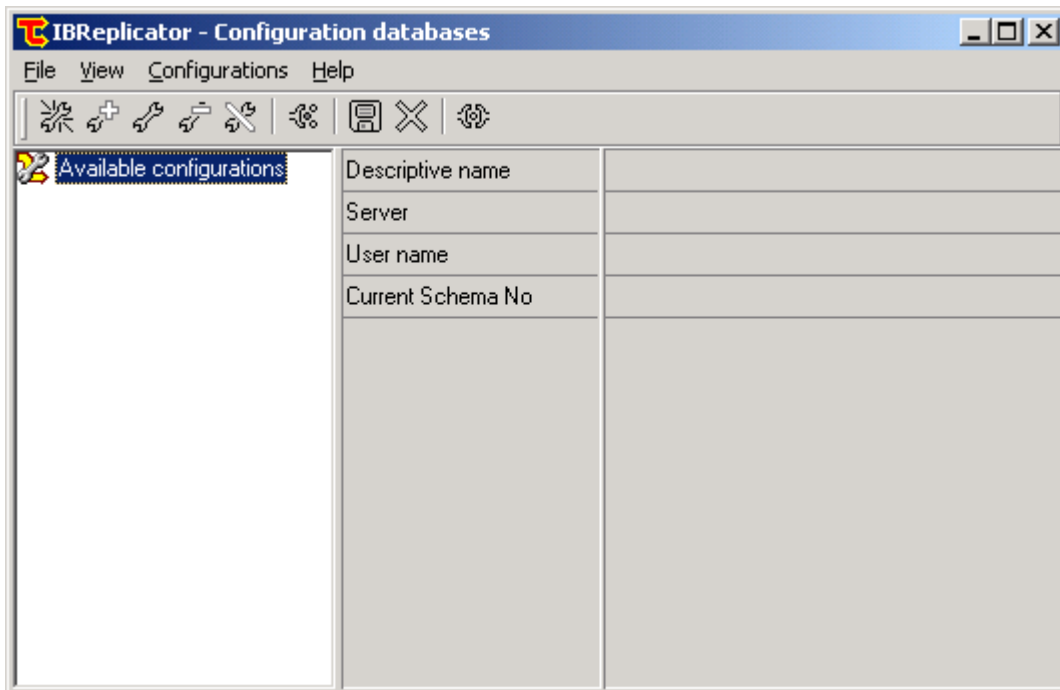 IBReplicator - Configuration databases
File View Configurations Help
Available configurations
Descriptive name
Server
User name
Current Schema No